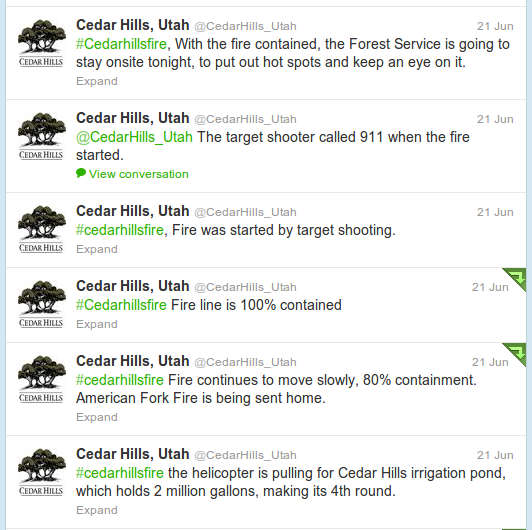 Cedar Hills, Utah @CedarHills_Utah 21 Jun
#Cedarhillsfire, With the fire contained, the Forest Service is going to
stay onsite tonight, to put out hot spots and keep an eye on it.
CEDAR HILLS
Expand
Cedar Hills, Utah @CedarHills_Utah 21 Jun
@CedarHills_Utah The target shooter called 911 when the fire
started.
CEDAR HILLS
View conversation
Cedar Hills, Utah @CedarHills_Utah 21 Jun
#cedarhillsfire, Fire was started by target shooting.
CEDAR HILLS
Expand
Cedar Hills, Utah @CedarHills_Utah 21 Jun
#Cedarhillsfire Fire line is 100% contained
CEDAR HILLS
Expand
Cedar Hills, Utah @CedarHills_Utah 21 Jun
#cedarhillsfire Fire continues to move slowly, 80% containment.
American Fork Fire is being sent home.
CEDAR HILLS
Expand
Cedar Hills, Utah @CedarHills_Utah 21 Jun
#cedarhillsfire the helicopter is pulling for Cedar Hills irrigation pond,
which holds 2 million gallons, making its 4th round.
CEDAR HILLS
Expand